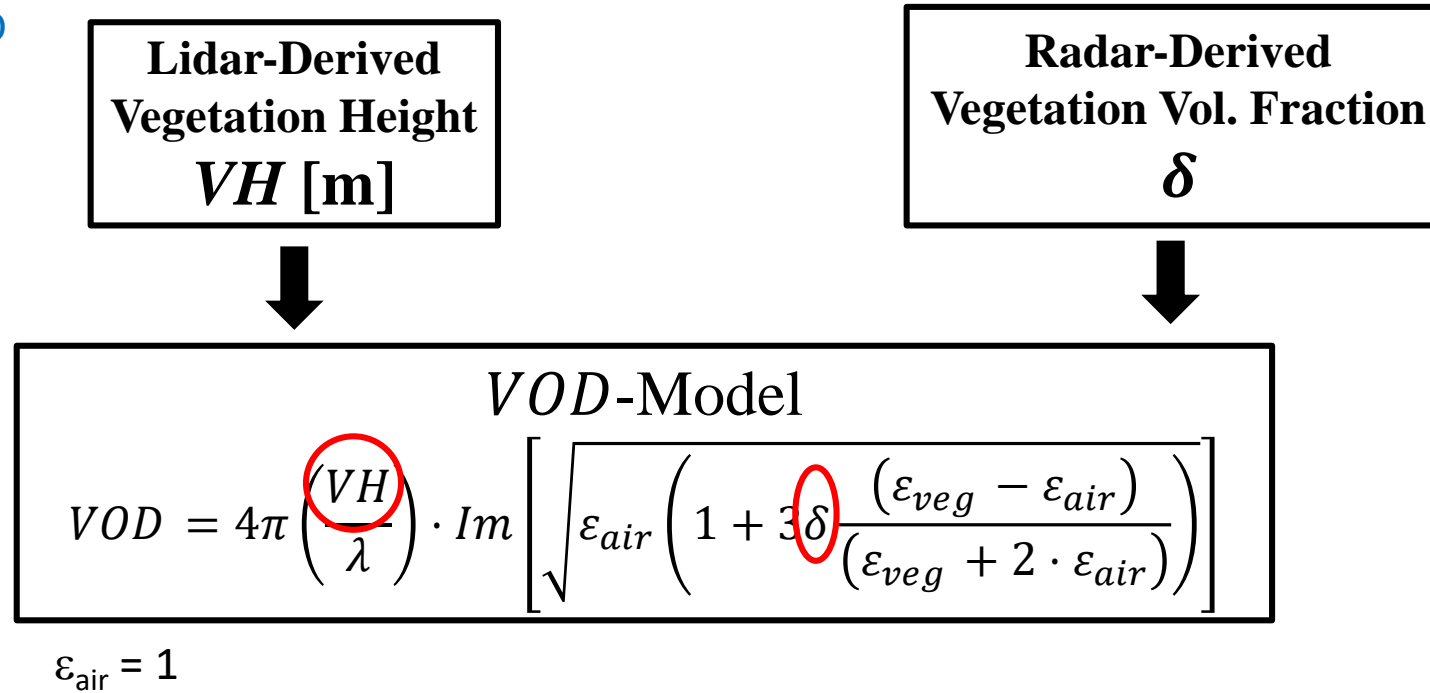 Lidar-Derived
Vegetation Height
VH [m]
Radar-Derived
Vegetation Vol. Fraction
δ
VOD-Model
VOD = 4π (VH / λ) · Im [√(ε_air (1 + 3δ (ε_veg − ε_air) / (ε_veg + 2 · ε_air)))]
ε_air = 1